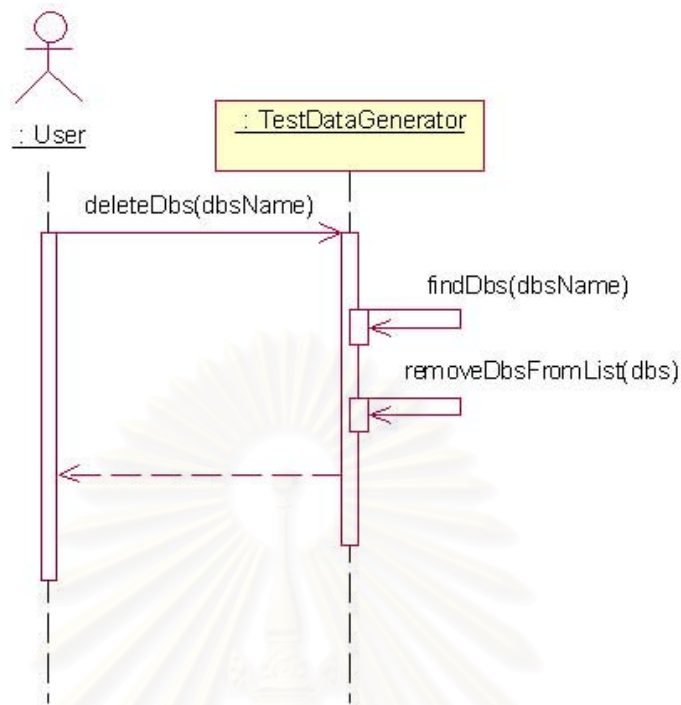 : User
: TestDataGenerator
deleteDbs(dbsName)
findDbs(dbsName)
removeDbsFromList(dbs)